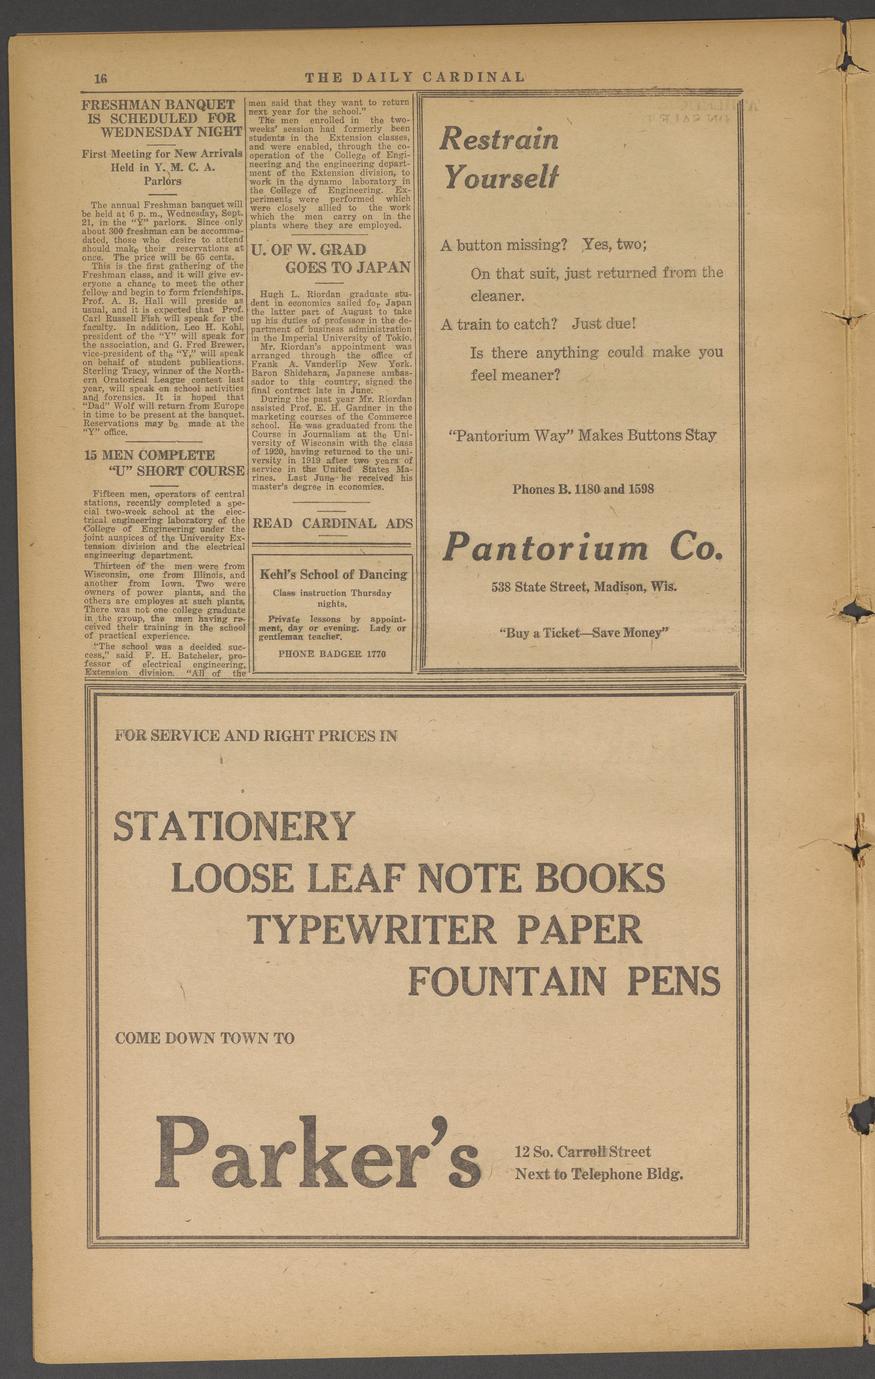 16
THE DAILY CARDINAL
FRESHMAN BANQUET
IS SCHEDULED FOR
WEDNESDAY NIGHT
First Meeting for New Arrivals
Held in Y. M. C. A.
Parlors
The annual Freshman banquet will
be held at 6 p. m., Wednesday, Sept.
21, in the "Y" parlors. Since only
about 300 freshman can be accommo-
dated, those who desire to attend
should make their reservations at
once. The price will be 65 cents.
This is the first gathering of the
Freshman class, and it will give ev-
eryone a chance to meet the other
fellow and begin to form friendships.
Prof. A. B. Hall will preside as
usual, and it is expected that Prof.
Carl Russell Fish will speak for the
faculty. In addition, Leo H. Kohl,
president of the "Y" will speak for
the association, and G. Fred Brewer,
vice-president of the "Y," will speak
on behalf of student publications.
Sterling Tracy, winner of the North-
ern Oratorical League contest last
year, will speak on school activities
and forensics. It is hoped that
"Dad" Wolf will return from Europe
in time to be present at the banquet.
Reservations may be made at the
"Y" office.
15 MEN COMPLETE
"U" SHORT COURSE
Fifteen men, operators of central
stations, recently completed a spe-
cial two-week school at the elec-
trical engineering laboratory of the
College of Engineering under the
joint auspices of the University Ex-
tension division and the electrical
engineering department.
Thirteen of the men were from
Wisconsin, one from Illinois, and
another from Iowa. Two were
owners of power plants, and the
others are employes at such plants.
There was not one college graduate
in the group, the men having re-
ceived their training in the school
of practical experience.
"The school was a decided suc-
cess," said F. H. Batcheler, pro-
fessor of electrical engineering,
Extension division. "All of the
men said that they want to return
next year for the school."
The men enrolled in the two-
weeks' session had formerly been
students in the Extension classes,
and were enabled, through the co-
operation of the College of Engi-
neering and the engineering depart-
ment of the Extension division, to
work in the dynamo laboratory in
the College of Engineering. Ex-
periments were performed which
were closely allied to the work
which the men carry on in the
plants where they are employed.
U. OF W. GRAD
GOES TO JAPAN
Hugh L. Riordan graduate stu-
dent in economics sailed for Japan
the latter part of August to take
up his duties of professor in the de-
partment of business administration
in the Imperial University of Tokio.
Mr. Riordan's appointment was
arranged through the office of
Frank A. Vanderlip New York.
Baron Shidehara, Japanese ambas-
sador to this country, signed the
final contract late in June.
During the past year Mr. Riordan
assisted Prof. E. H. Gardner in the
marketing courses of the Commerce
school. He was graduated from the
Course in Journalism at the Uni-
versity of Wisconsin with the class
of 1920, having returned to the uni-
versity in 1919 after two years of
service in the United States Ma-
rines. Last June he received his
master's degree in economics.
READ CARDINAL ADS
Kehl's School of Dancing
Class instruction Thursday
nights.
Private lessons by appoint-
ment, day or evening. Lady or
gentleman teacher.
PHONE BADGER 1770
Restrain
Yourself
A button missing? Yes, two;
On that suit, just returned from the
cleaner.
A train to catch? Just due!
Is there anything could make you
feel meaner?
"Pantorium Way" Makes Buttons Stay
Phones B. 1180 and 1598
Pantorium Co.
538 State Street, Madison, Wis.
"Buy a Ticket—Save Money"
FOR SERVICE AND RIGHT PRICES IN
STATIONERY
LOOSE LEAF NOTE BOOKS
TYPEWRITER PAPER
FOUNTAIN PENS
COME DOWN TOWN TO
Parker's
12 So. Carroll Street
Next to Telephone Bldg.